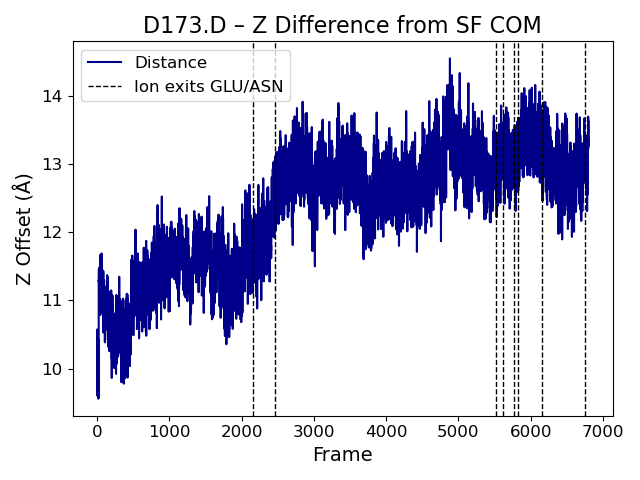 D173.D – Z Difference from SF COM
Distance
Ion exits GLU/ASN
Z Offset (Å)
14
13
12
11
10
0 1000 2000 3000 4000 5000 6000 7000
Frame